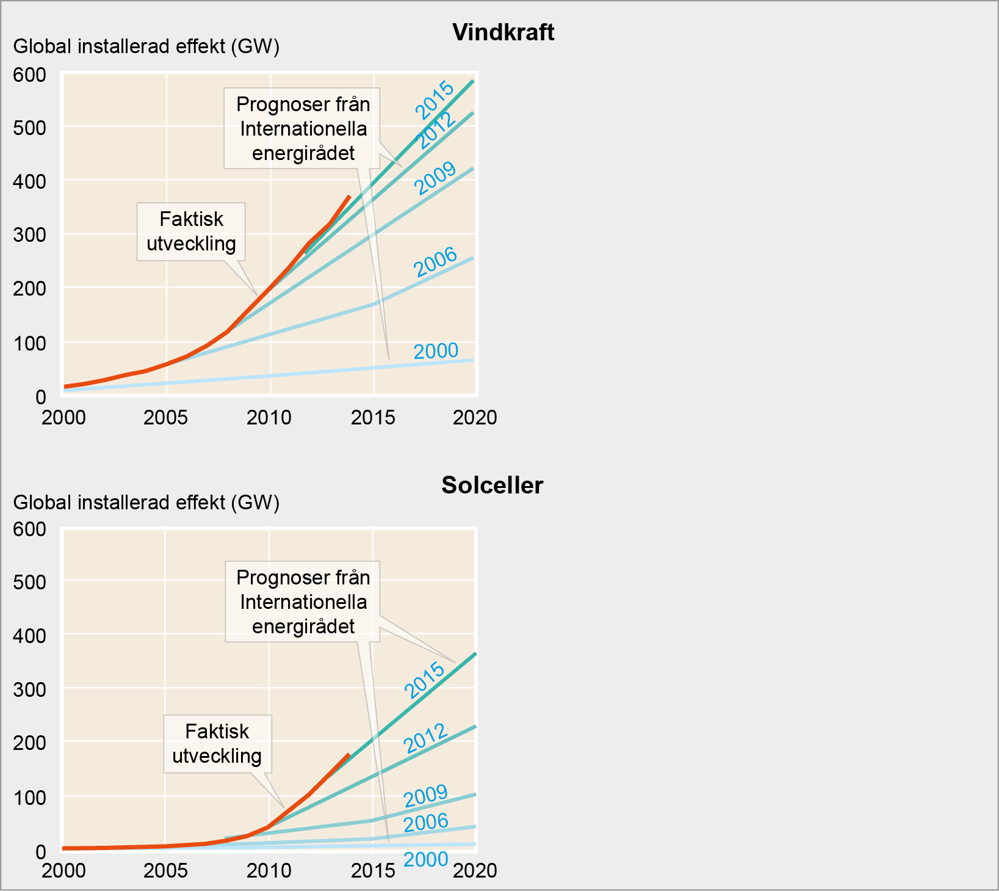 Vindkraft
Global installerad effekt (GW)
600
500
400
300
200
100
0
2000
2005
2010
2015
2020
Prognoser från
Internationella
energirådet
Faktisk
utveckling
2015
2012
2009
2006
2000
Solceller
Global installerad effekt (GW)
600
500
400
300
200
100
0
2000
2005
2010
2015
2020
Prognoser från
Internationella
energirådet
Faktisk
utveckling
2015
2012
2009
2006
2000